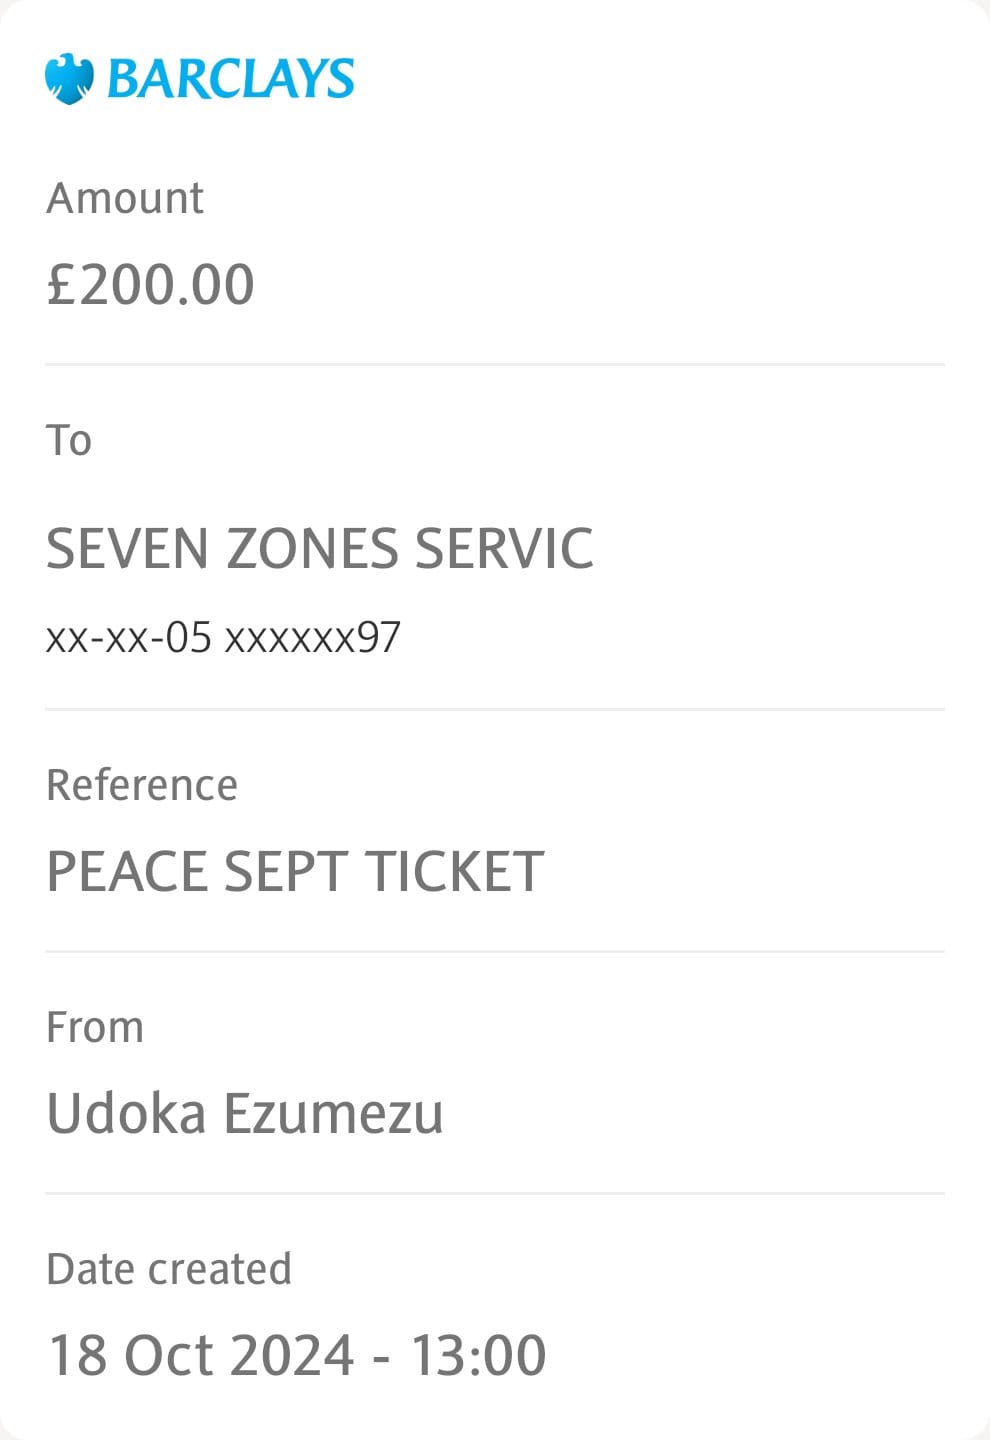 BARCLAYS
Amount
£200.00
To
SEVEN ZONES SERVIC
xx-xx-05 xxxxxx97
Reference
PEACE SEPT TICKET
From
Udoka Ezumezu
Date created
18 Oct 2024 - 13:00